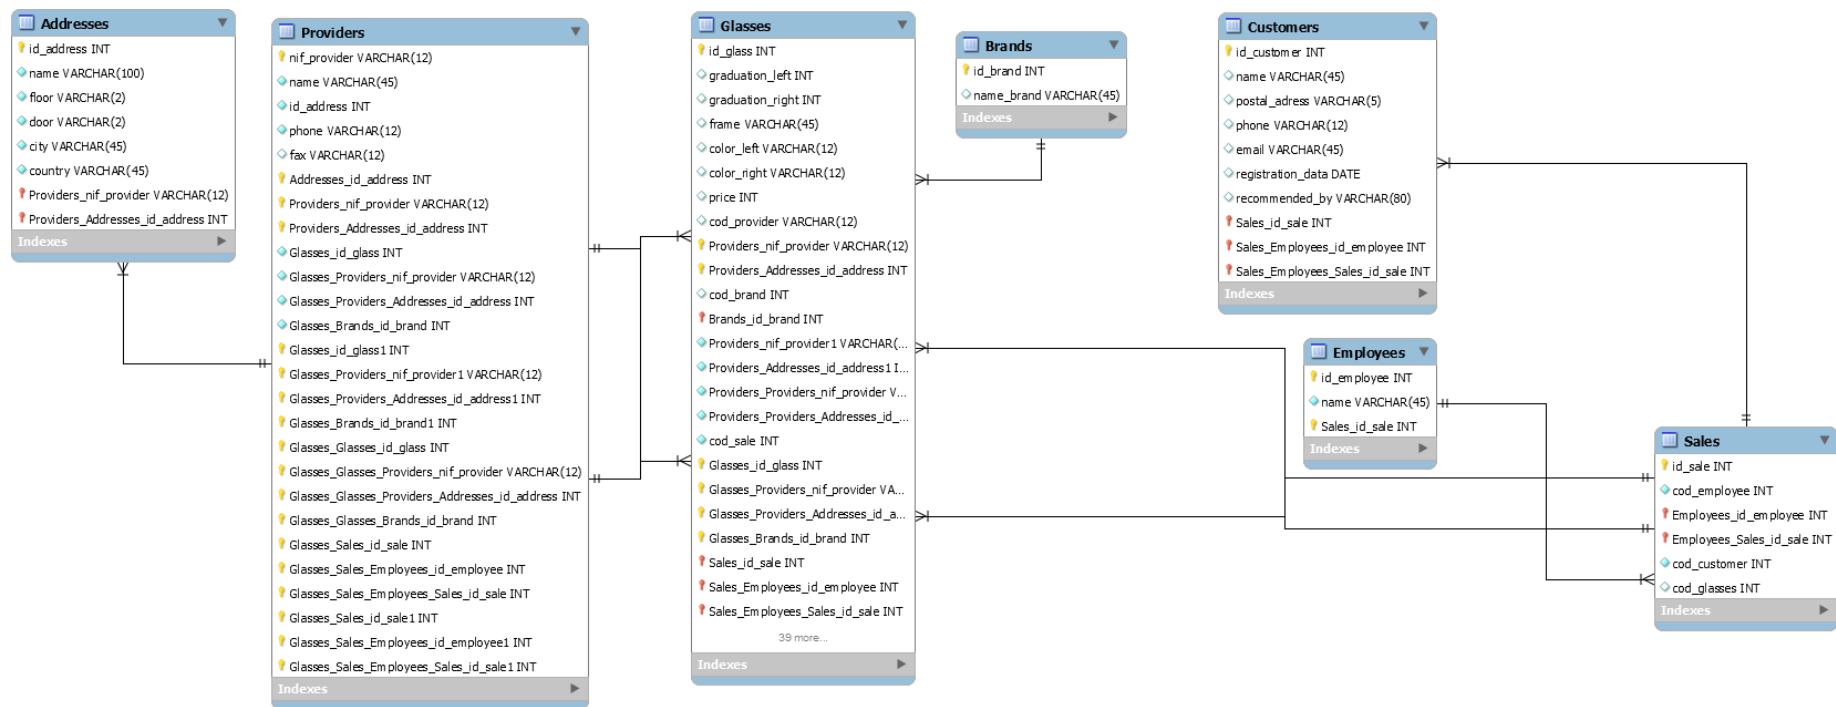 Addresses
id_address INT
name VARCHAR(100)
floor VARCHAR(2)
door VARCHAR(2)
city VARCHAR(45)
country VARCHAR(45)
Providers_nif_provider VARCHAR(12)
Providers_Addresses_id_address INT
Indexes
Providers
nif_provider VARCHAR(12)
name VARCHAR(45)
id_address INT
phone VARCHAR(12)
fax VARCHAR(12)
Addresses_id_address INT
Providers_nif_provider VARCHAR(12)
Providers_Addresses_id_address INT
Glasses_id_glass INT
Glasses_Providers_nif_provider VARCHAR(12)
Glasses_Providers_Addresses_id_address INT
Glasses_Brands_id_brand INT
Glasses_id_glass1 INT
Glasses_Providers_nif_provider1 VARCHAR(12)
Glasses_Providers_Addresses_id_address1 INT
Glasses_Brands_id_brand1 INT
Glasses_Glasses_id_glass INT
Glasses_Glasses_Providers_nif_provider VARCHAR(12)
Glasses_Glasses_Providers_Addresses_id_address INT
Glasses_Glasses_Brands_id_brand INT
Glasses_Sales_id_sale INT
Glasses_Sales_Employees_id_employee INT
Glasses_Sales_Employees_Sales_id_sale INT
Glasses_Sales_id_sale1 INT
Glasses_Sales_Employees_id_employee1 INT
Glasses_Sales_Employees_Sales_id_sale1 INT
Indexes
Glasses
id_glass INT
graduation_left INT
graduation_right INT
frame VARCHAR(45)
color_left VARCHAR(12)
color_right VARCHAR(12)
price INT
cod_provider VARCHAR(12)
Providers_nif_provider VARCHAR(12)
Providers_Addresses_id_address INT
cod_brand INT
Brands_id_brand INT
Providers_nif_provider1 VARCHAR(...
Providers_Addresses_id_address1 I...
Providers_Providers_nif_provider V...
Providers_Providers_Addresses_id_...
cod_sale INT
Glasses_id_glass INT
Glasses_Providers_nif_provider VA...
Glasses_Providers_Addresses_id_a...
Glasses_Brands_id_brand INT
Sales_id_sale INT
Sales_Employees_id_employee INT
Sales_Employees_Sales_id_sale INT
39 more...
Indexes
Brands
id_brand INT
name_brand VARCHAR(45)
Indexes
Customers
id_customer INT
name VARCHAR(45)
postal_adress VARCHAR(5)
phone VARCHAR(12)
email VARCHAR(45)
registration_data DATE
recommended_by VARCHAR(80)
Sales_id_sale INT
Sales_Employees_id_employee INT
Sales_Employees_Sales_id_sale INT
Indexes
Employees
id_employee INT
name VARCHAR(45)
Sales_id_sale INT
Indexes
Sales
id_sale INT
cod_employee INT
Employees_id_employee INT
Employees_Sales_id_sale INT
cod_customer INT
cod_glasses INT
Indexes